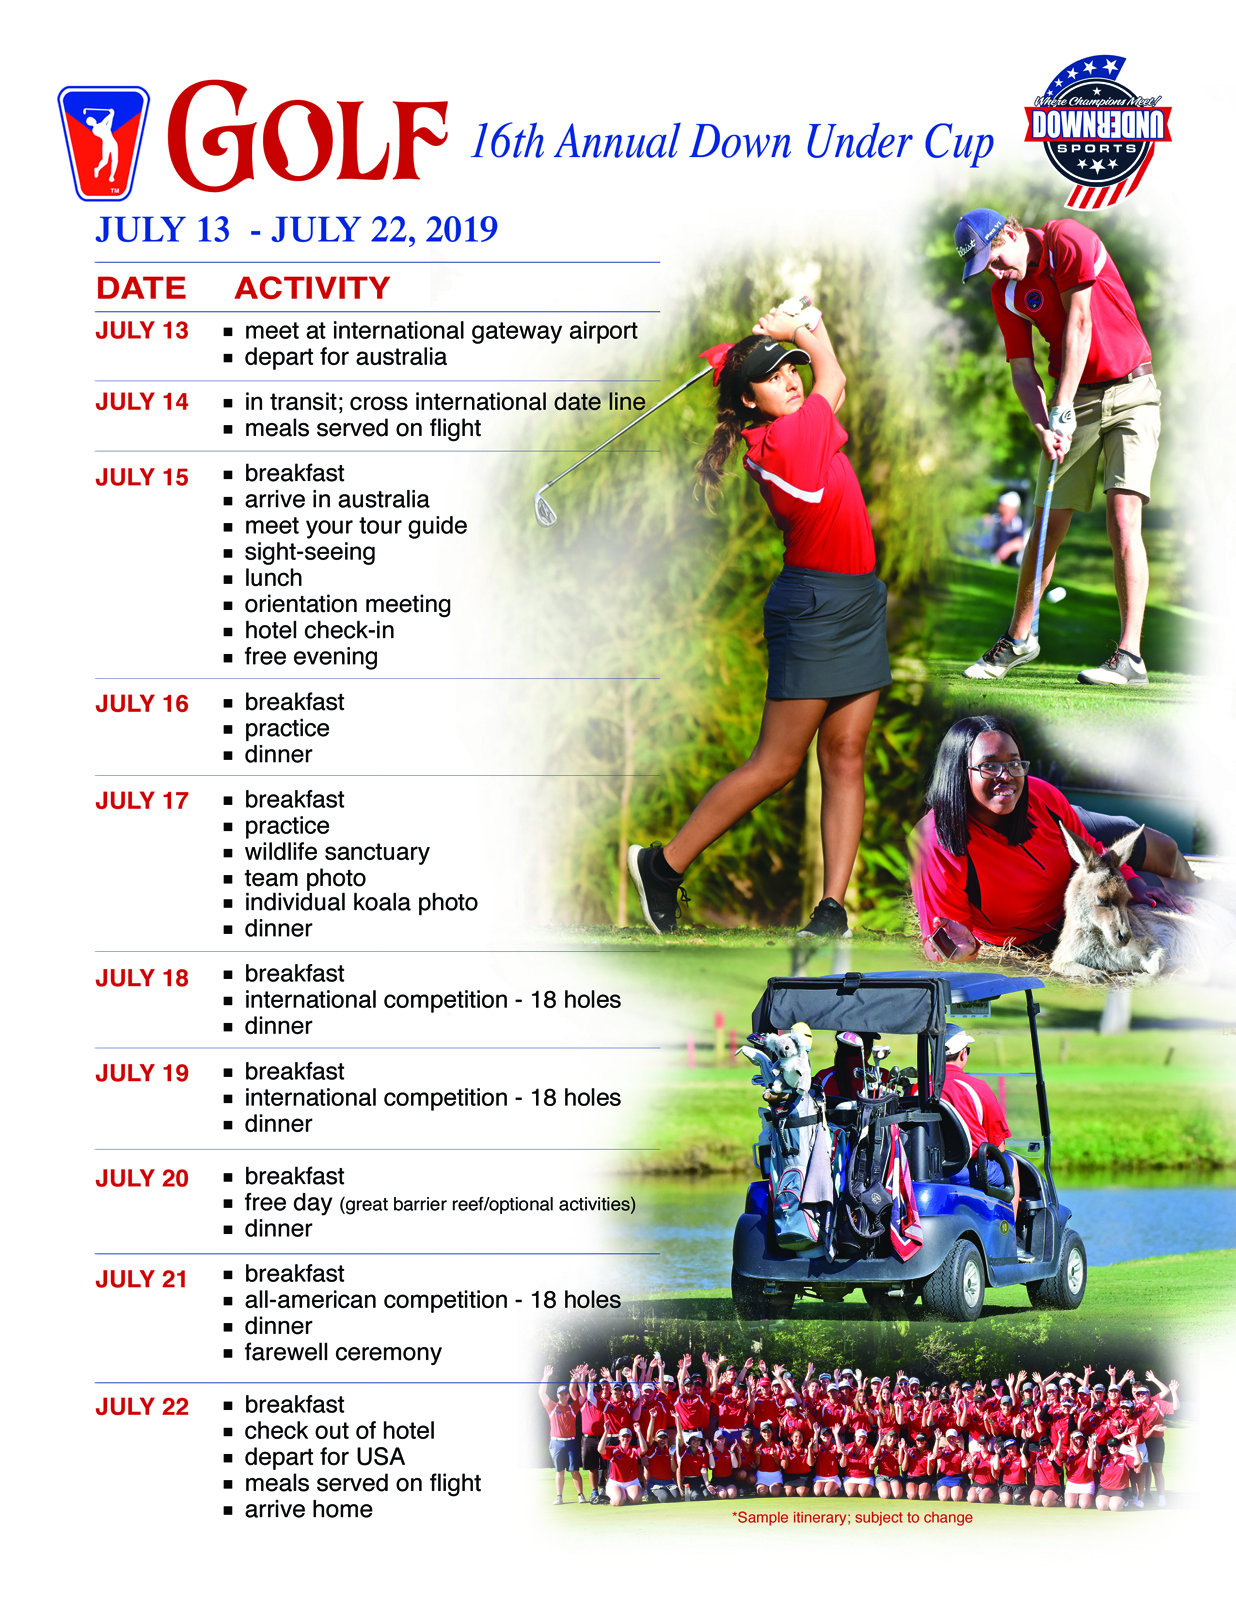 GOLF 16th Annual Down Under Cup
Where Champions Meet!
DOWNUNDER
SPORTS
TM
JULY 13 - JULY 22, 2019
DATE ACTIVITY
JULY 13 ▪ meet at international gateway airport
▪ depart for australia
JULY 14 ▪ in transit; cross international date line
▪ meals served on flight
JULY 15 ▪ breakfast
▪ arrive in australia
▪ meet your tour guide
▪ sight-seeing
▪ lunch
▪ orientation meeting
▪ hotel check-in
▪ free evening
JULY 16 ▪ breakfast
▪ practice
▪ dinner
JULY 17 ▪ breakfast
▪ practice
▪ wildlife sanctuary
▪ team photo
▪ individual koala photo
▪ dinner
JULY 18 ▪ breakfast
▪ international competition - 18 holes
▪ dinner
JULY 19 ▪ breakfast
▪ international competition - 18 holes
▪ dinner
JULY 20 ▪ breakfast
▪ free day (great barrier reef/optional activities)
▪ dinner
JULY 21 ▪ breakfast
▪ all-american competition - 18 holes
▪ dinner
▪ farewell ceremony
JULY 22 ▪ breakfast
▪ check out of hotel
▪ depart for USA
▪ meals served on flight
▪ arrive home
*Sample itinerary; subject to change
Titleist